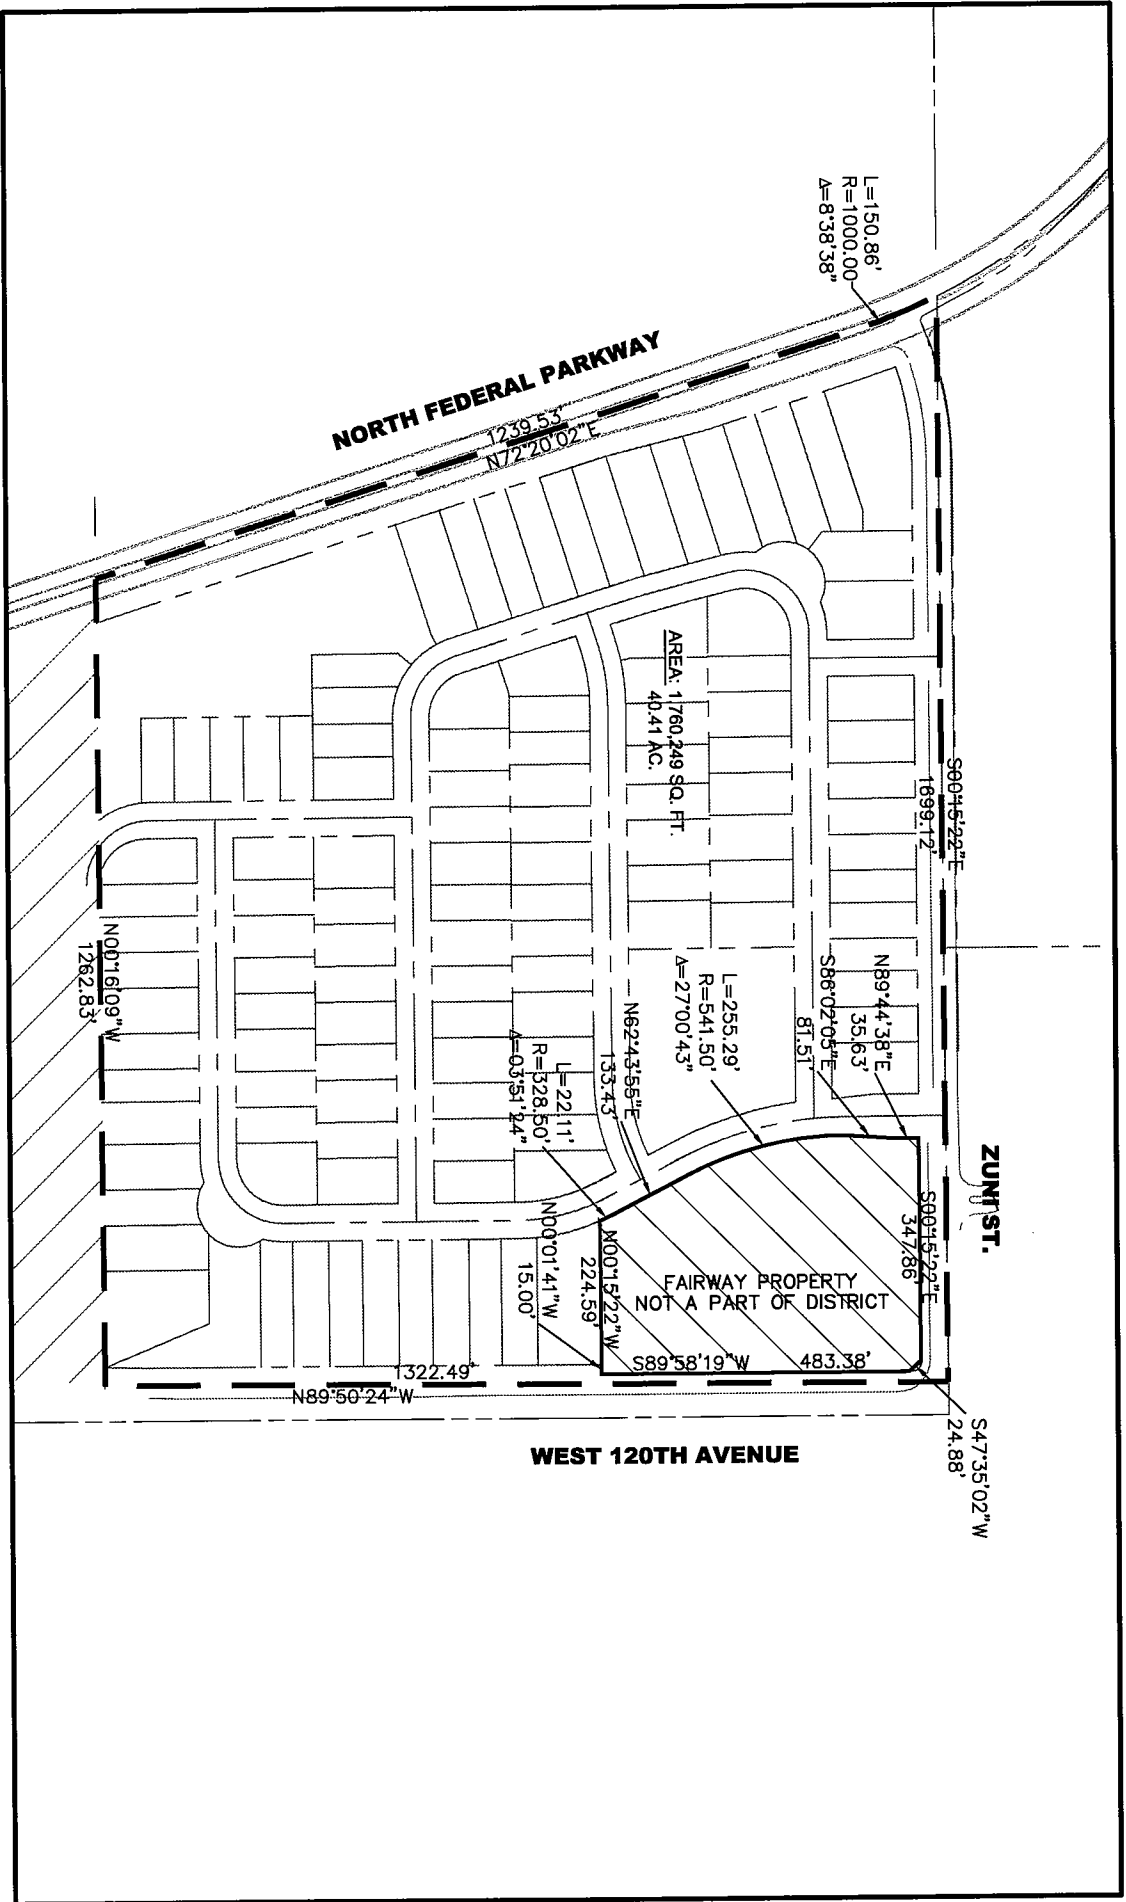 L=150.86'
R=1000.00'
Δ=8°38'38"
NORTH FEDERAL PARKWAY
1239.53'
N72°20'02"E
AREA: 1,760,249 SQ. FT.
40.41 AC.
S00°15'22"E
1699.12'
N89°44'38"E
35.63'
S86°02'05"E
81.51'
L=255.29'
R=541.50'
Δ=27°00'43"
N62°43'55"E
133.43'
L=22.11'
R=328.50'
Δ=03°51'24"
N00°16'09"W
1262.83'
ZUNI ST.
S00°15'22"E
347.86'
FAIRWAY PROPERTY
NOT A PART OF DISTRICT
N00°15'22"W
224.59'
N00°01'41"W
15.00'
S89°58'19"W 483.38'
1322.49'
N89°50'24"W
S47°35'02"W
24.88'
WEST 120TH AVENUE